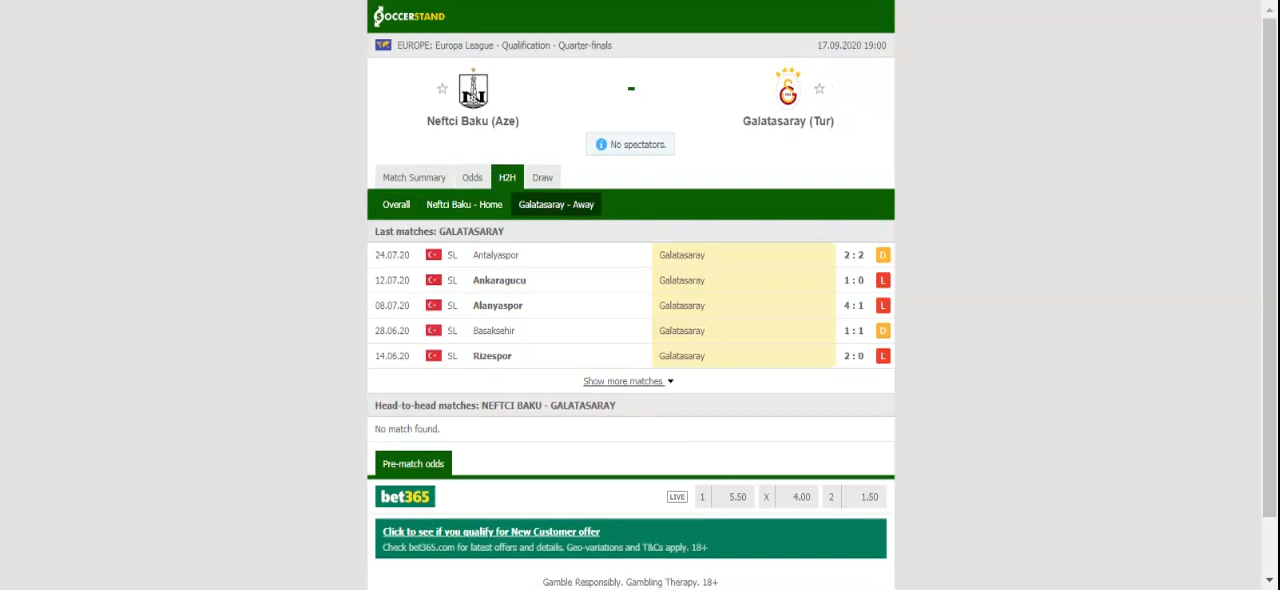 SOCCERSTAND
EUROPE: Europa League - Qualification - Quarter-finals 17.09.2020 19:00
-
Neftci Baku (Aze) Galatasaray (Tur)
No spectators.
Match Summary Odds H2H Draw
Overall Neftci Baku - Home Galatasaray - Away
Last matches: GALATASARAY
24.07.20 SL Antalyaspor Galatasaray 2 : 2 D
12.07.20 SL Ankaragucu Galatasaray 1 : 0 L
08.07.20 SL Alanyaspor Galatasaray 4 : 1 L
28.06.20 SL Basaksehir Galatasaray 1 : 1 D
14.06.20 SL Rizespor Galatasaray 2 : 0 L
Show more matches
Head-to-head matches: NEFTCI BAKU - GALATASARAY
No match found.
Pre-match odds
bet365 LIVE 1 5.50 X 4.00 2 1.50
Click to see if you qualify for New Customer offer
Check bet365.com for latest offers and details. Geo-variations and T&Cs apply. 18+
Gamble Responsibly. Gambling Therapy. 18+